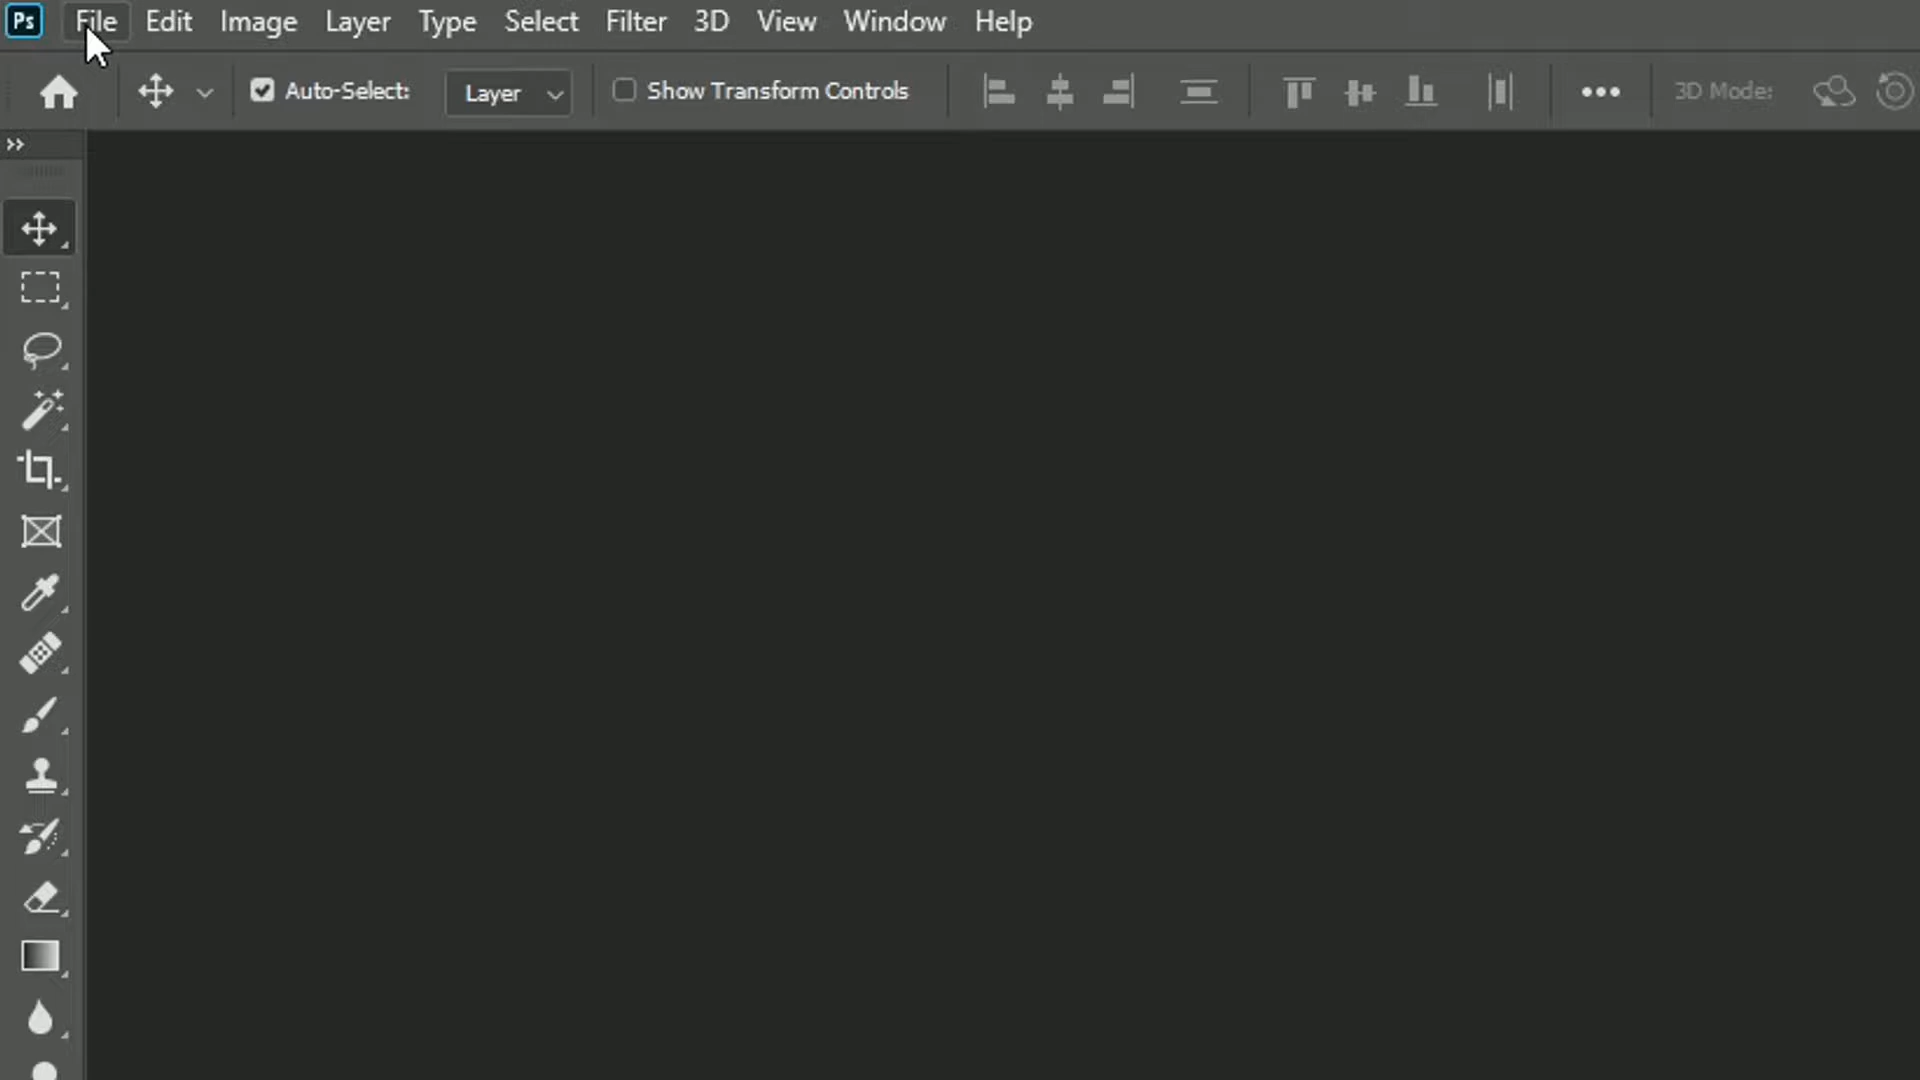 Ps File Edit Image Layer Type Select Filter 3D View Window Help
Auto-Select: Layer Show Transform Controls 3D Mode: